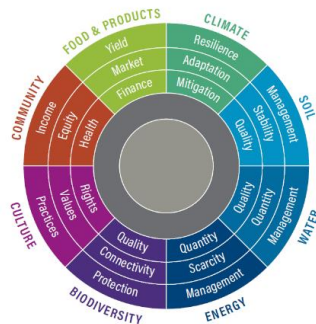 FOOD & PRODUCTS
Yield
Market
Finance
CLIMATE
Resilience
Adaptation
Mitigation
SOIL
Management
Stability
Quality
WATER
Quality
Quantity
Management
ENERGY
Quantity
Scarcity
Management
BIODIVERSITY
Quality
Connectivity
Protection
CULTURE
Rights
Values
Practices
COMMUNITY
Income
Equity
Health